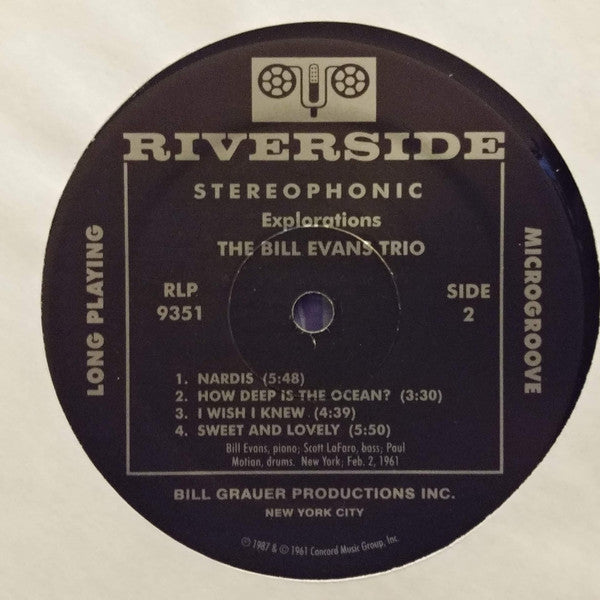 RIVERSIDE
STEREOPHONIC
Explorations
THE BILL EVANS TRIO
LONG PLAYING
MICROGROOVE
RLP
9351
SIDE
2
1. NARDIS (5:48)
2. HOW DEEP IS THE OCEAN? (3:30)
3. I WISH I KNEW (4:39)
4. SWEET AND LOVELY (5:50)
Bill Evans, piano; Scott LaFaro, bass; Paul
Motian, drums. New York; Feb. 2, 1961
BILL GRAUER PRODUCTIONS INC.
NEW YORK CITY
℗ 1987 & © 1961 Concord Music Group, Inc.